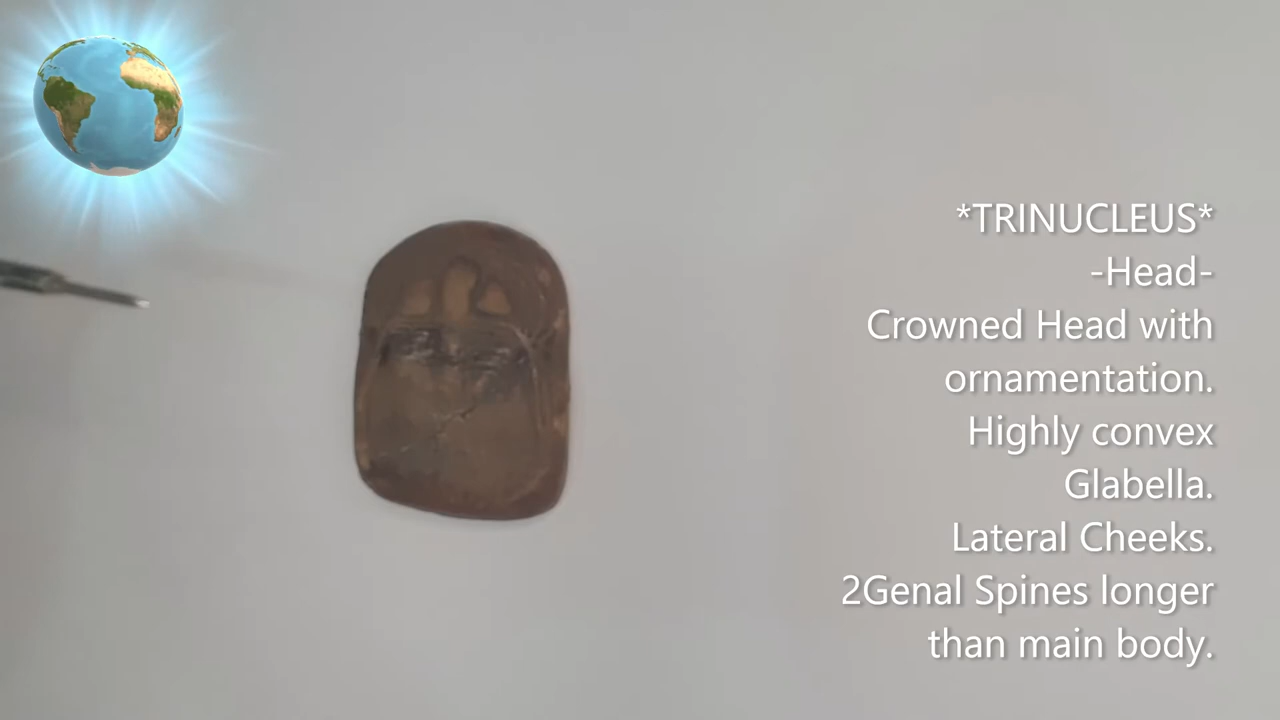 *TRINUCLEUS*
-Head-
Crowned Head with
ornamentation.
Highly convex
Glabella.
Lateral Cheeks.
2Genal Spines longer
than main body.